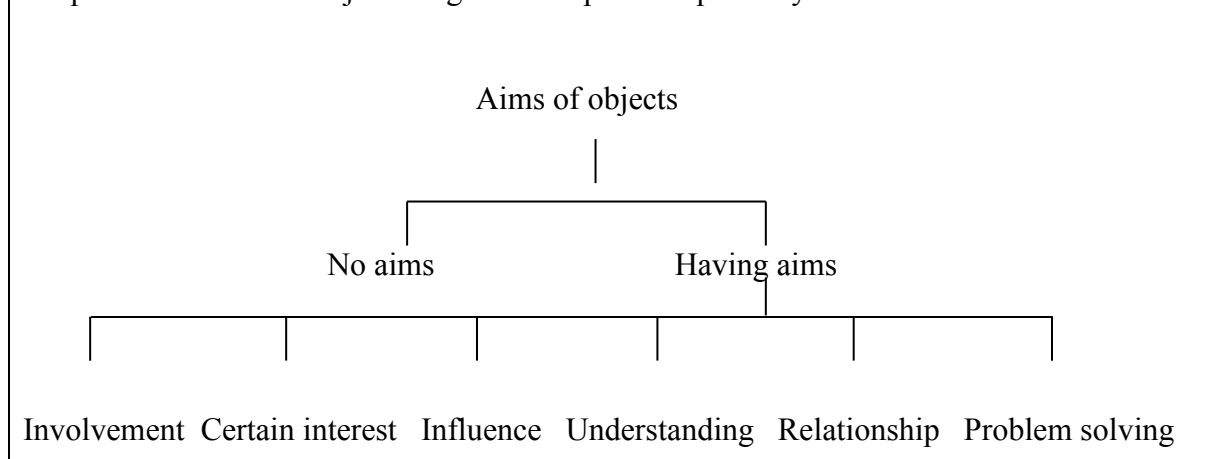 Aims of objects
No aims Having aims
Involvement Certain interest Influence Understanding Relationship Problem solving